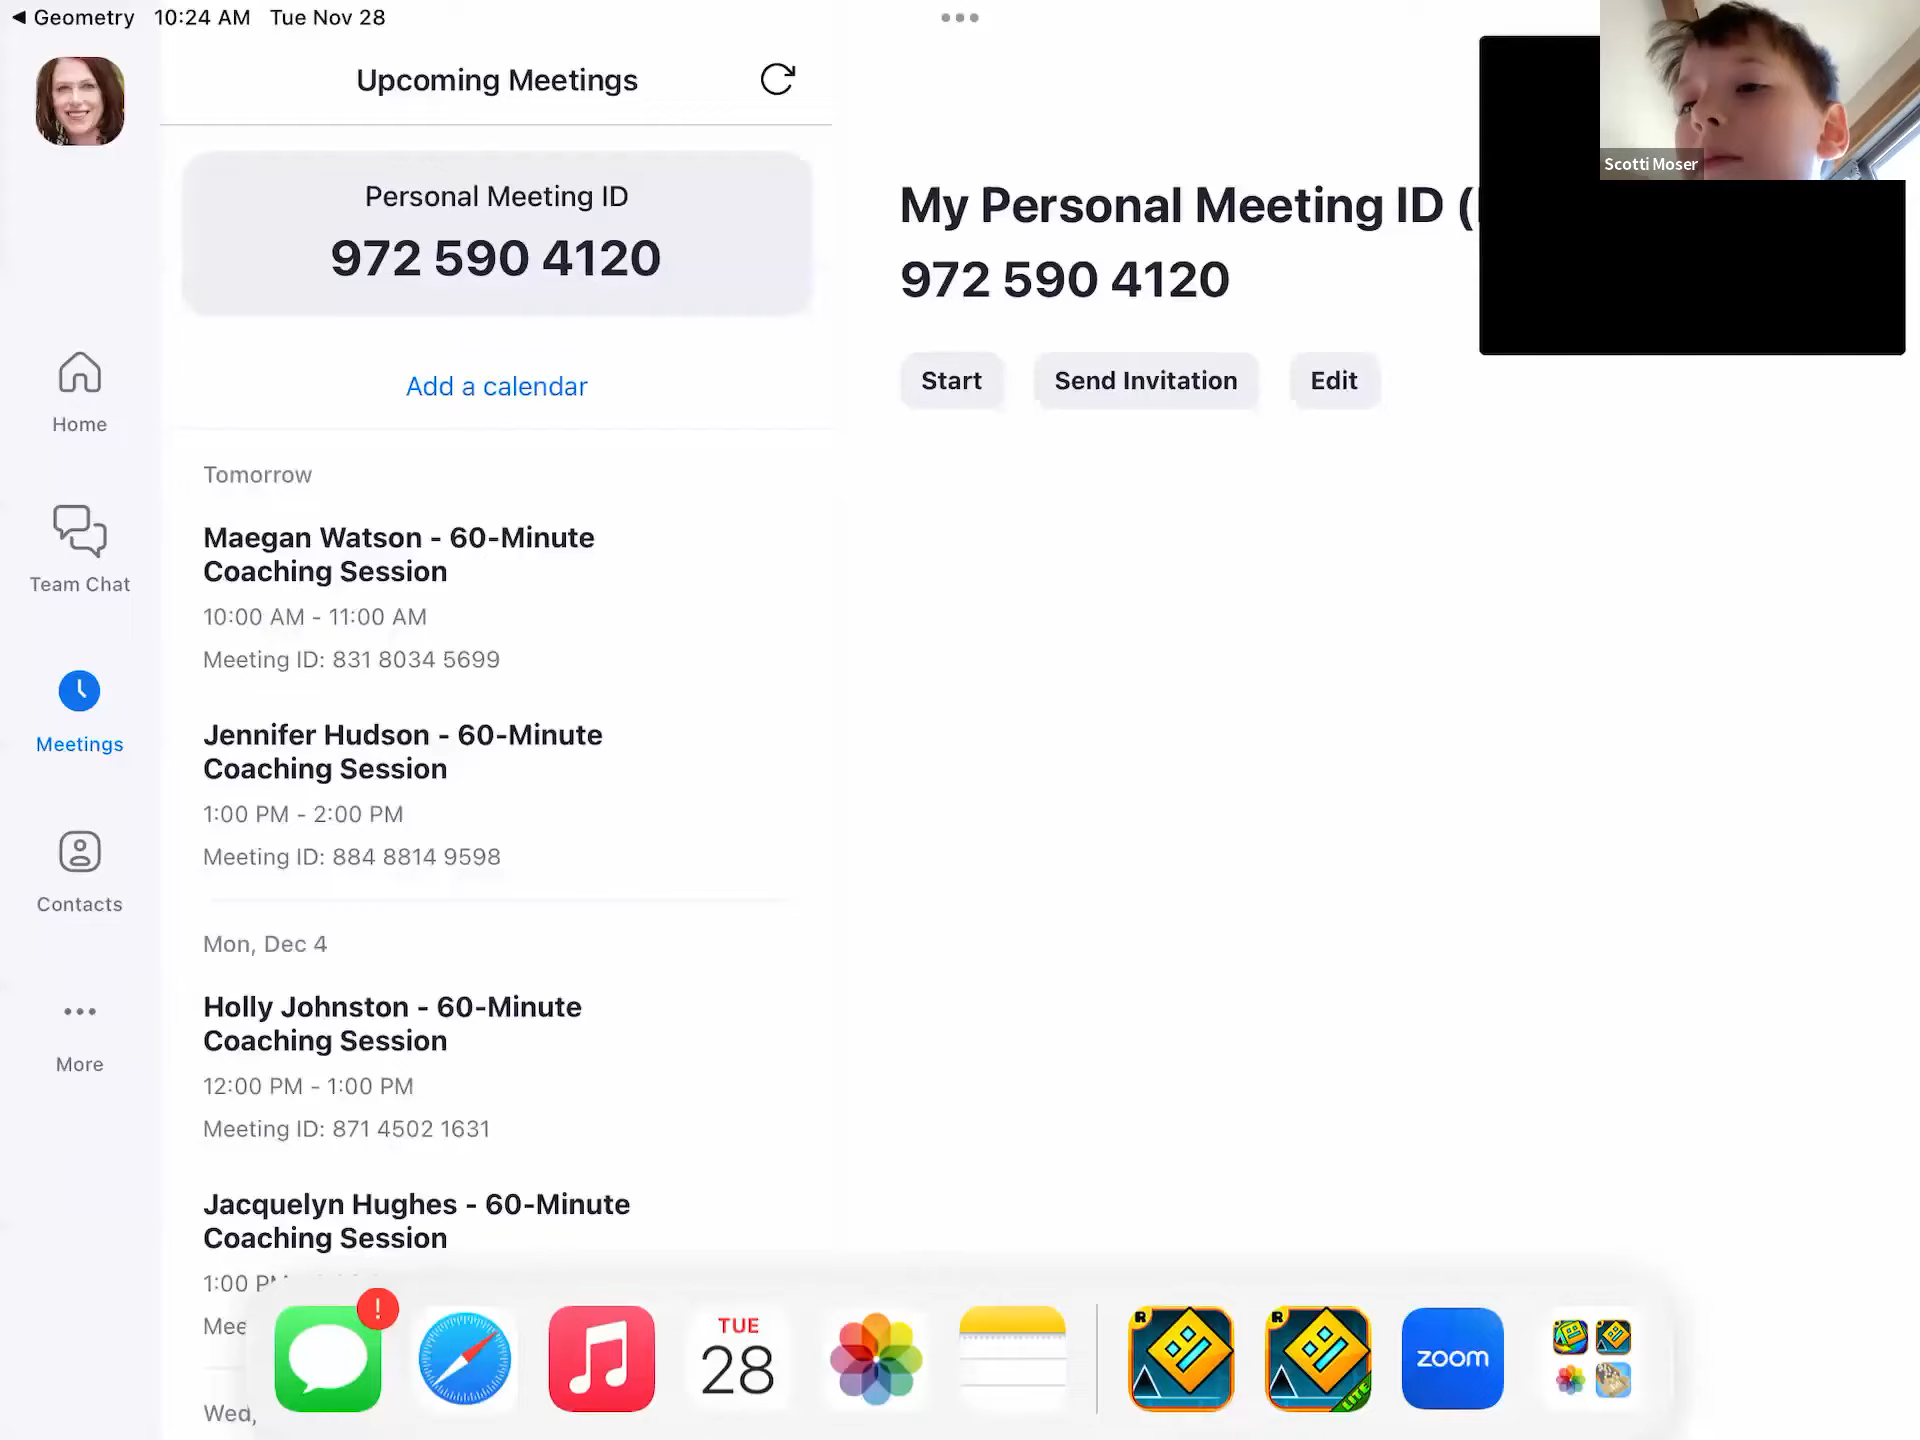 Geometry 10:24 AM Tue Nov 28
Upcoming Meetings
Personal Meeting ID
972 590 4120
Add a calendar
Tomorrow
Maegan Watson - 60-Minute
Coaching Session
10:00 AM - 11:00 AM
Meeting ID: 831 8034 5699
Jennifer Hudson - 60-Minute
Coaching Session
1:00 PM - 2:00 PM
Meeting ID: 884 8814 9598
Mon, Dec 4
Holly Johnston - 60-Minute
Coaching Session
12:00 PM - 1:00 PM
Meeting ID: 871 4502 1631
Jacquelyn Hughes - 60-Minute
Coaching Session
1:00 PM
Wed,
Home
Team Chat
Meetings
Contacts
More
My Personal Meeting ID (
972 590 4120
Start Send Invitation Edit
Scotti Moser
!
TUE
28
R
R
LITE
zoom